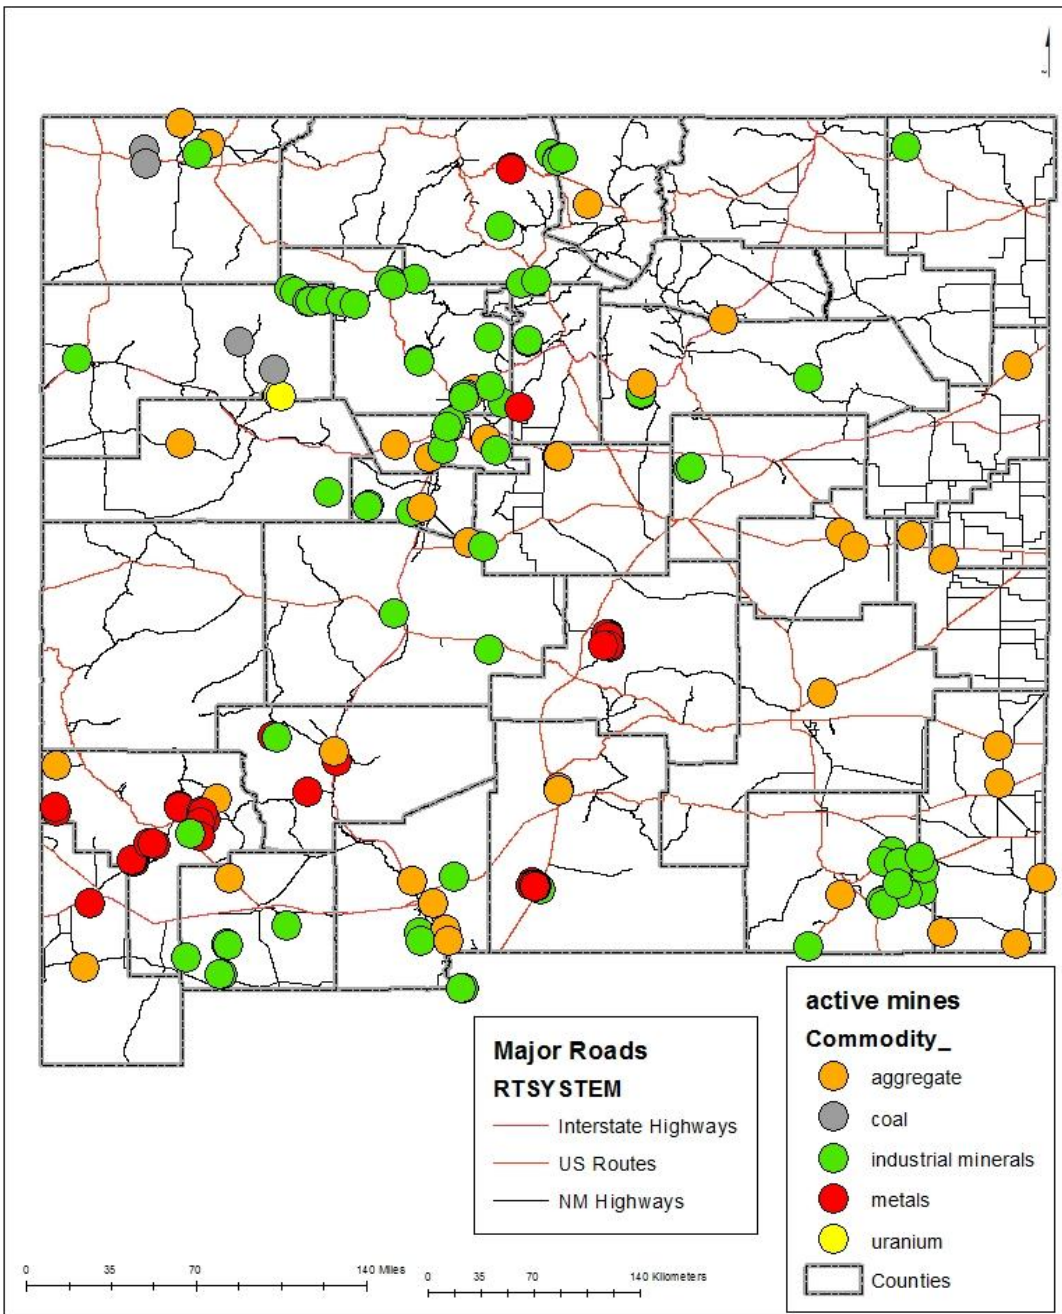 active mines
Commodity_
aggregate
coal
industrial minerals
metals
uranium
Counties
Major Roads
RTSYSTEM
Interstate Highways
US Routes
NM Highways
0 35 70 140 Miles
0 35 70 140 Kilometers